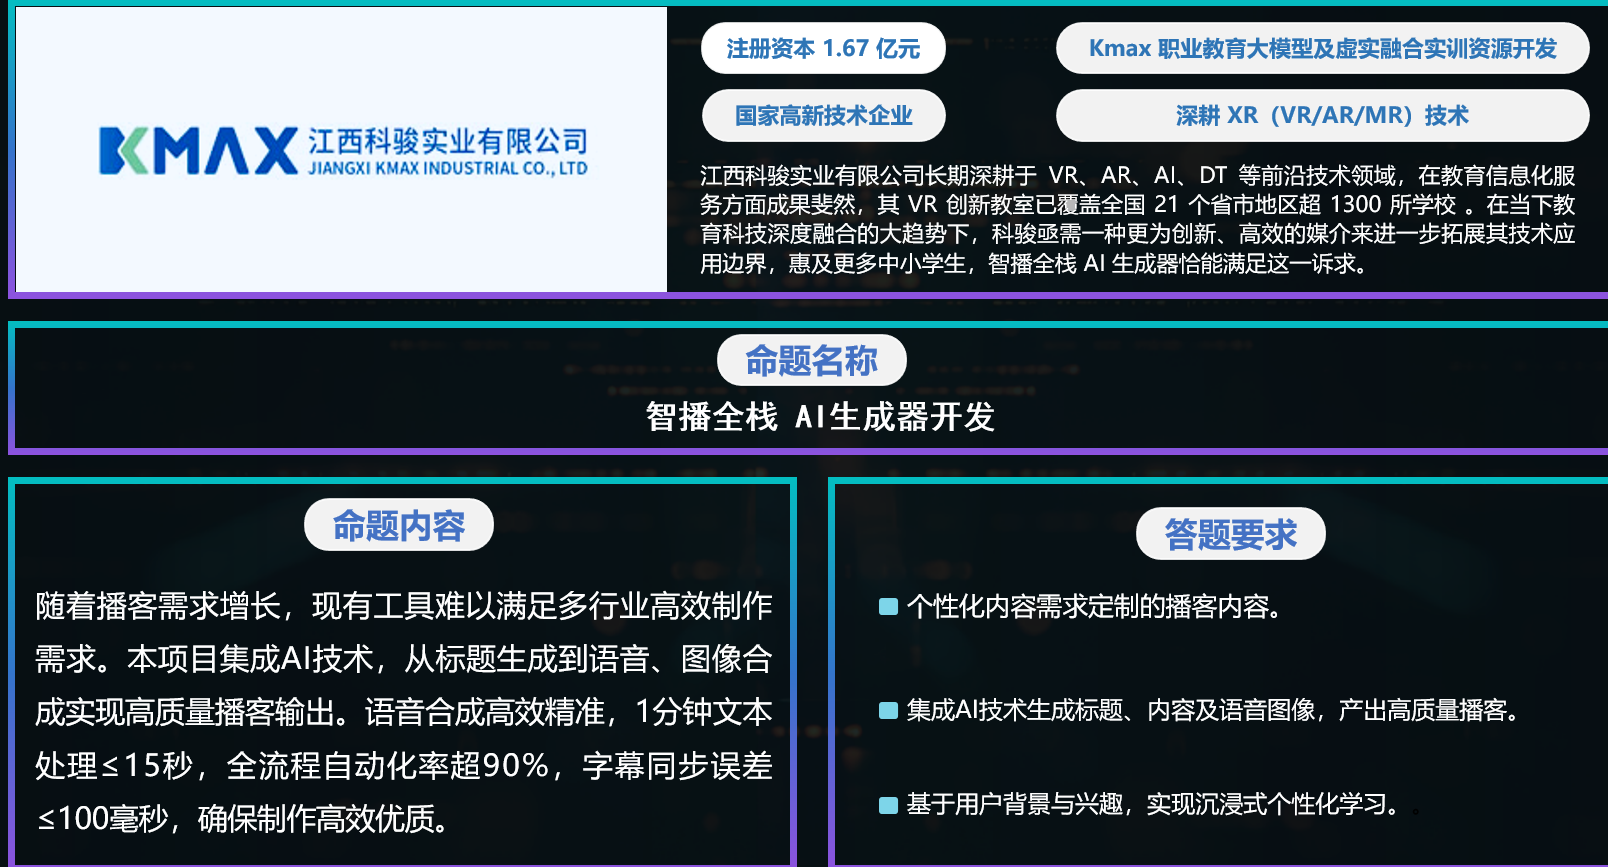 KMAX 江西科骏实业有限公司
JIANGXI KMAX INDUSTRIAL CO., LTD
注册资本 1.67 亿元
Kmax 职业教育大模型及虚实融合实训资源开发
国家高新技术企业
深耕 XR（VR/AR/MR）技术
江西科骏实业有限公司长期深耕于 VR、AR、AI、DT 等前沿技术领域，在教育信息化服
务方面成果斐然，其 VR 创新教室已覆盖全国 21 个省市地区超 1300 所学校 。在当下教
育科技深度融合的大趋势下，科骏亟需一种更为创新、高效的媒介来进一步拓展其技术应
用边界，惠及更多中小学生，智播全栈 AI 生成器恰能满足这一诉求。
命题名称
智播全栈 AI生成器开发
命题内容
随着播客需求增长，现有工具难以满足多行业高效制作
需求。本项目集成AI技术，从标题生成到语音、图像合
成实现高质量播客输出。语音合成高效精准，1分钟文本
处理≤15秒，全流程自动化率超90%，字幕同步误差
≤100毫秒，确保制作高效优质。
答题要求
个性化内容需求定制的播客内容。
集成AI技术生成标题、内容及语音图像，产出高质量播客。
基于用户背景与兴趣，实现沉浸式个性化学习。